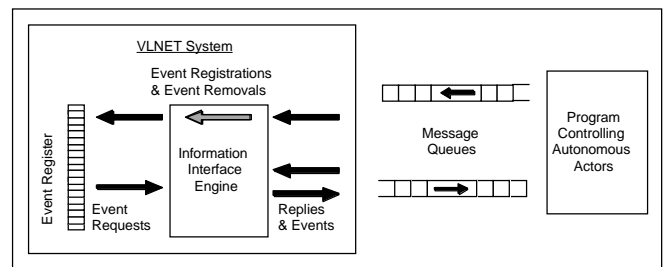 VLNET System
Event Registrations
& Event Removals
Event Register
Information
Interface
Engine
Event
Requests
Replies
& Events
Message
Queues
Program
Controlling
Autonomous
Actors